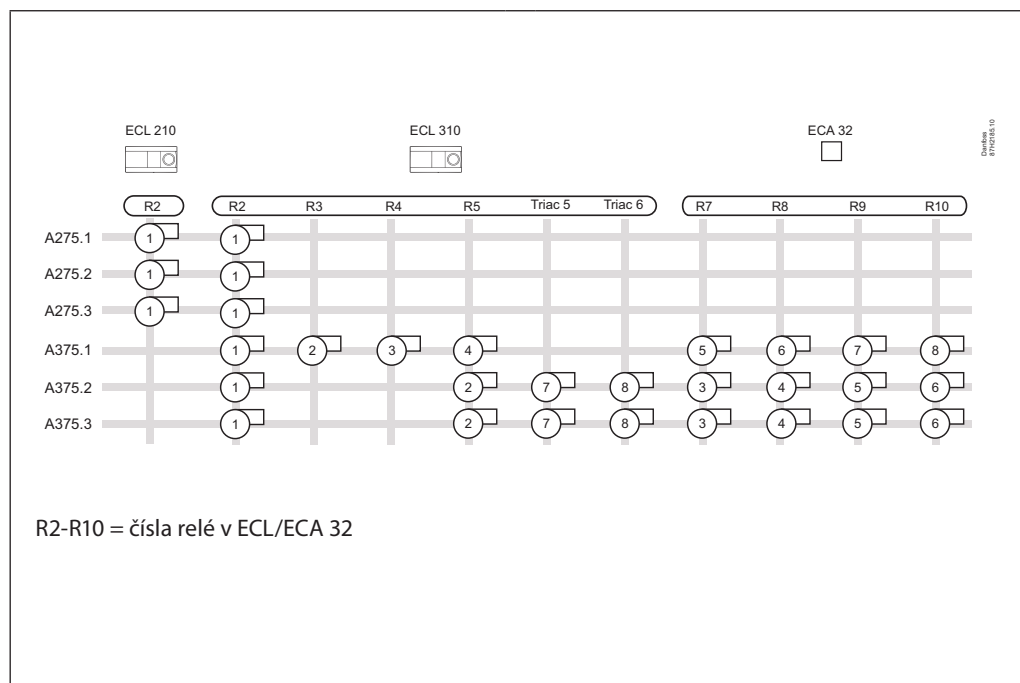 ECL 210 ECL 310 ECA 32
Danfoss
87H2185.10
R2 R2 R3 R4 R5 Triac 5 Triac 6 R7 R8 R9 R10
A275.1 1 1
A275.2 1 1
A275.3 1 1
A375.1 1 2 3 4 5 6 7 8
A375.2 1 2 7 8 3 4 5 6
A375.3 1 2 7 8 3 4 5 6
R2-R10 = čísla relé v ECL/ECA 32